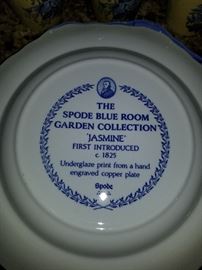 THE
SPODE BLUE ROOM
GARDEN COLLECTION
'JASMINE'
FIRST INTRODUCED
c. 1825
Underglaze print from a hand
engraved copper plate
Spode